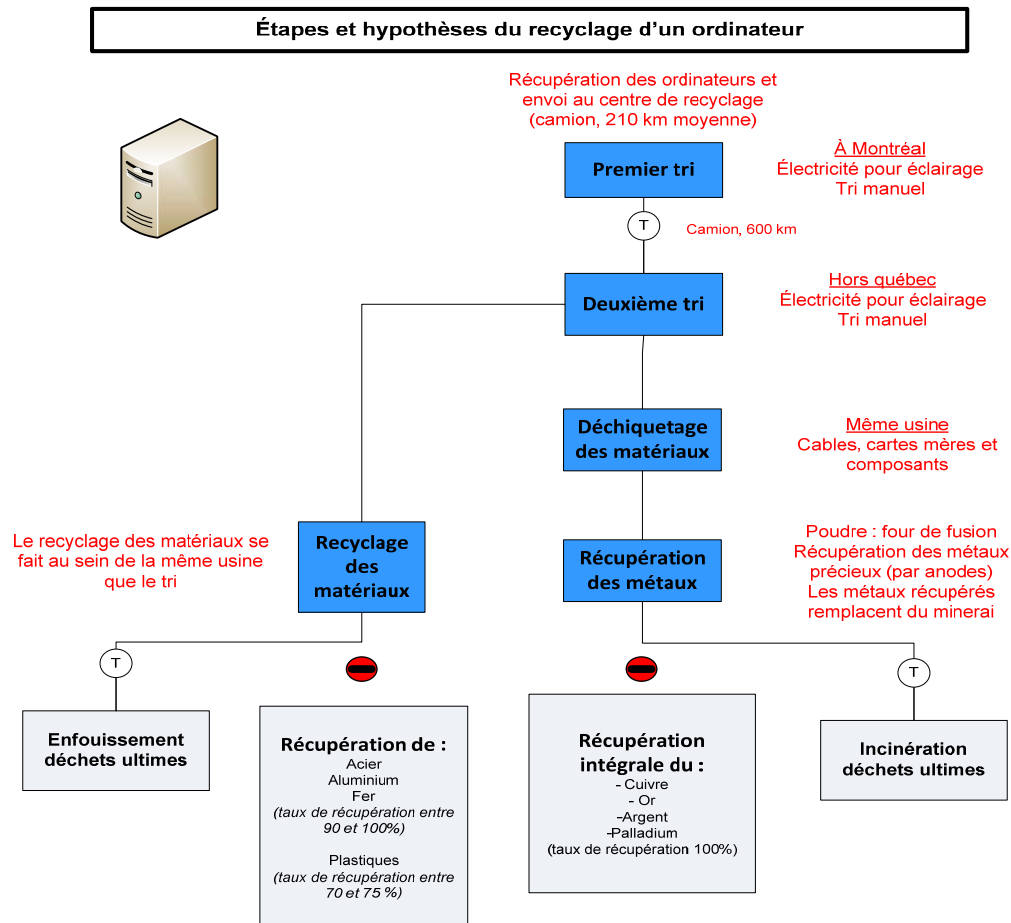 Étapes et hypothèses du recyclage d'un ordinateur
Récupération des ordinateurs et
envoi au centre de recyclage
(camion, 210 km moyenne)
Premier tri
À Montréal
Électricité pour éclairage
Tri manuel
T
Camion, 600 km
Deuxième tri
Hors québec
Électricité pour éclairage
Tri manuel
Déchiquetage
des matériaux
Même usine
Cables, cartes mères et
composants
Le recyclage des matériaux se
fait au sein de la même usine
que le tri
Recyclage
des
matériaux
Récupération
des métaux
Poudre : four de fusion
Récupération des métaux
précieux (par anodes)
Les métaux récupérés
remplacent du minerai
T
T
Enfouissement
déchets ultimes
Récupération de :
Acier
Aluminium
Fer
(taux de récupération entre
90 et 100%)
Plastiques
(taux de récupération entre
70 et 75 %)
Récupération
intégrale du :
- Cuivre
- Or
-Argent
-Palladium
(taux de récupération 100%)
Incinération
déchets ultimes